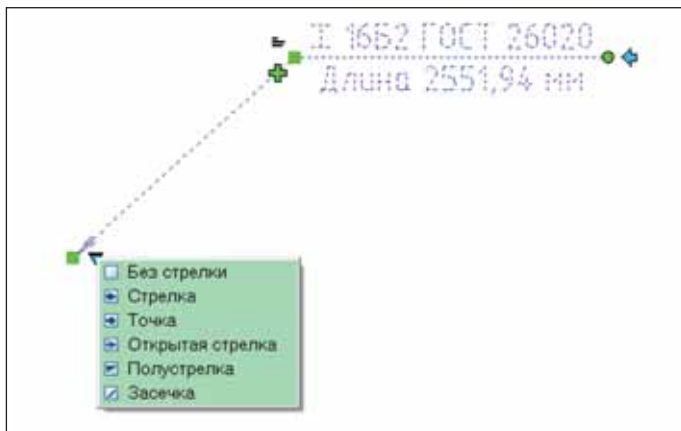 I 16Б2 ГОСТ 26020
Длина 2551,94 мм
Без стрелки
Стрелка
Точка
Открытая стрелка
Полустрелка
Засечка